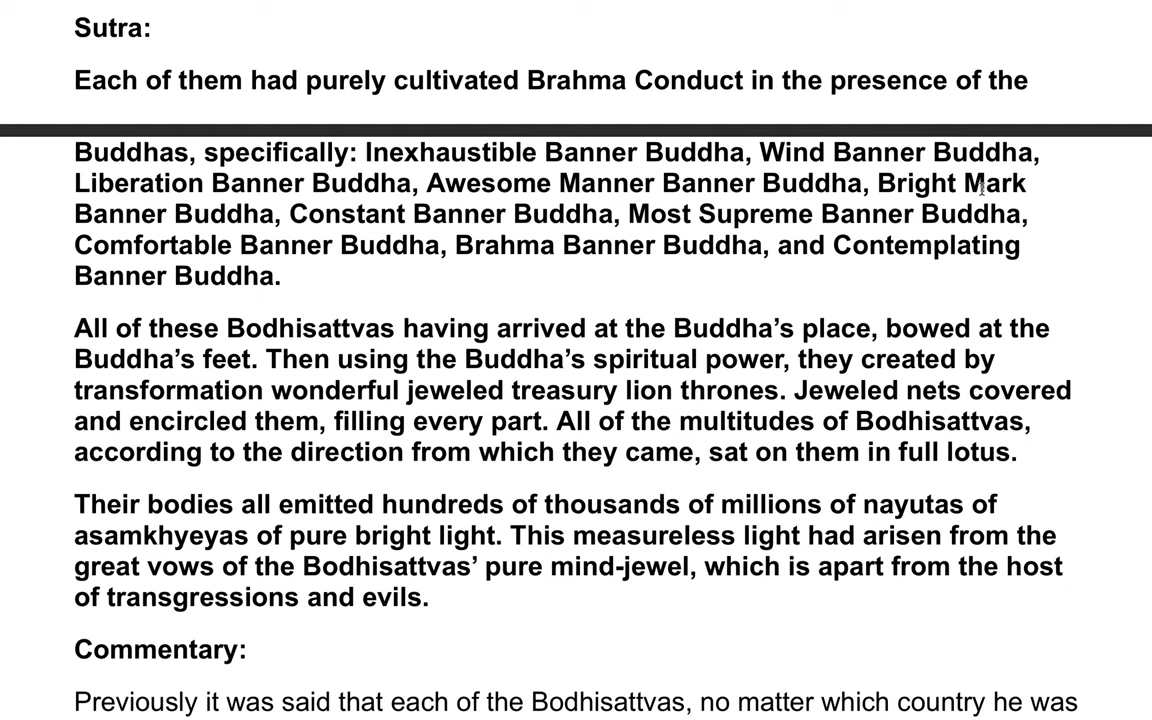 Sutra:
Each of them had purely cultivated Brahma Conduct in the presence of the
Buddhas, specifically: Inexhaustible Banner Buddha, Wind Banner Buddha,
Liberation Banner Buddha, Awesome Manner Banner Buddha, Bright Mark
Banner Buddha, Constant Banner Buddha, Most Supreme Banner Buddha,
Comfortable Banner Buddha, Brahma Banner Buddha, and Contemplating
Banner Buddha.
All of these Bodhisattvas having arrived at the Buddha’s place, bowed at the
Buddha’s feet. Then using the Buddha’s spiritual power, they created by
transformation wonderful jeweled treasury lion thrones. Jeweled nets covered
and encircled them, filling every part. All of the multitudes of Bodhisattvas,
according to the direction from which they came, sat on them in full lotus.
Their bodies all emitted hundreds of thousands of millions of nayutas of
asamkhyeyas of pure bright light. This measureless light had arisen from the
great vows of the Bodhisattvas’ pure mind-jewel, which is apart from the host
of transgressions and evils.
Commentary:
Previously it was said that each of the Bodhisattvas, no matter which country he was